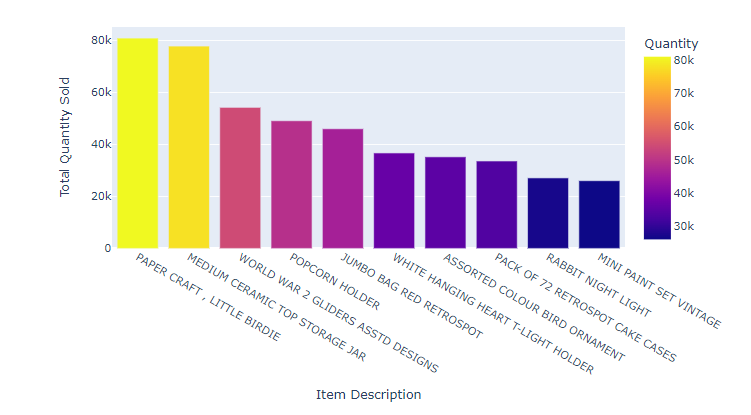 Quantity
80k
70k
60k
50k
40k
30k
Total Quantity Sold
80k
60k
40k
20k
0
PAPER CRAFT , LITTLE BIRDIE
MEDIUM CERAMIC TOP STORAGE JAR
WORLD WAR 2 GLIDERS ASSTD DESIGNS
POPCORN HOLDER
JUMBO BAG RED RETROSPOT
WHITE HANGING HEART T-LIGHT HOLDER
ASSORTED COLOUR BIRD ORNAMENT
PACK OF 72 RETROSPOT CAKE CASES
RABBIT NIGHT LIGHT
MINI PAINT SET VINTAGE
Item Description